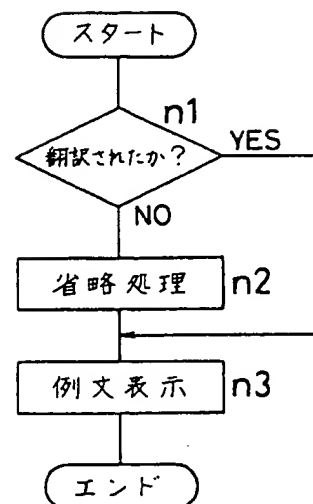 スタート
n1
翻訳されたか?
YES
NO
省略処理
n2
例文表示
n3
エンド